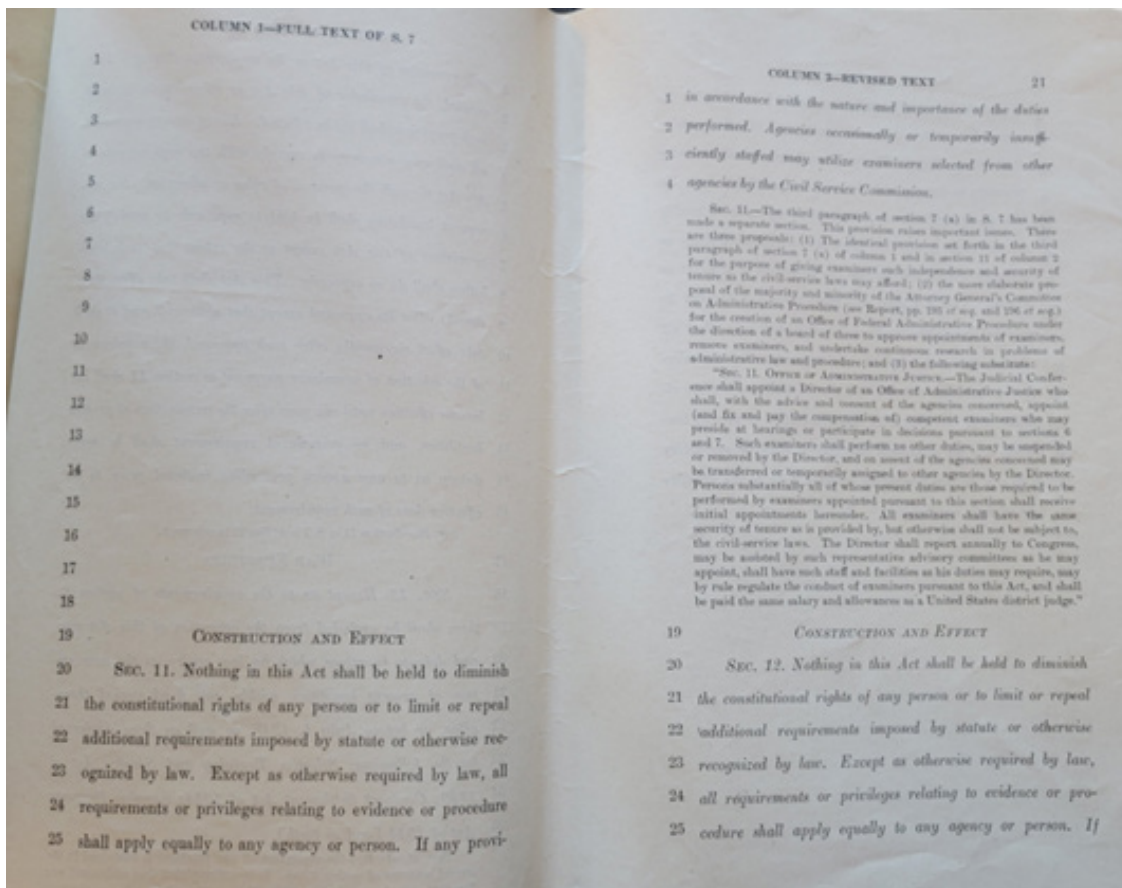 COLUMN 1—FULL TEXT OF S. 7
1
2
3
4
5
6
7
8
9
10
11
12
13
14
15
16
17
18
19 CONSTRUCTION AND EFFECT
20 SEC. 11. Nothing in this Act shall be held to diminish
21 the constitutional rights of any person or to limit or repeal
22 additional requirements imposed by statute or otherwise rec-
23 ognized by law. Except as otherwise required by law, all
24 requirements or privileges relating to evidence or procedure
25 shall apply equally to any agency or person. If any provi-
COLUMN 2—REVISED TEXT 21
1 in accordance with the nature and importance of the duties
2 performed. Agencies occasionally or temporarily insuffi-
3 ciently staffed may utilize examiners selected from other
4 agencies by the Civil Service Commission.
SEC. 11.—The third paragraph of section 7 (a) in S. 7 has been
made a separate section. This provision raises important issues. There
are three proposals: (1) The identical provision set forth in the third
paragraph of section 7 (a) of column 1 and in section 11 of column 2
for the purpose of giving examiners such independence and security of
tenure as the civil-service laws may afford; (2) the more elaborate pro-
posal of the majority and minority of the Attorney General's Committee
on Administrative Procedure (see Report, pp. et seq. and 196 et seq.)
for the creation of an Office of Federal Administrative Procedure under
the direction of a board of three to approve appointments of examiners,
remove examiners, and undertake continuous research in problems of
administrative law and procedure; and (3) the following substitute:
"SEC. 11. OFFICE OF ADMINISTRATIVE JUSTICE.—The Judicial Confer-
ence shall appoint a Director of an Office of Administrative Justice who
shall, with the advice and consent of the agencies concerned, appoint
(and fix and pay the compensation of) competent examiners who may
preside at hearings or participate in decisions pursuant to sections 6
and 7. Such examiners shall perform no other duties, may be suspended
or removed by the Director, and on assent of the agencies concerned may
be transferred or temporarily assigned to other agencies by the Director.
Persons substantially all of whose present duties are those required to be
performed by examiners appointed pursuant to this section shall receive
initial appointments hereunder. All examiners shall have the same
security of tenure as is provided by, but otherwise shall not be subject to,
the civil-service laws. The Director shall report annually to Congress,
may be assisted by such representative advisory committees as he may
appoint, shall have such staff and facilities as his duties may require, may
by rule regulate the conduct of examiners pursuant to this Act, and shall
be paid the same salary and allowances as a United States district judge."
19 CONSTRUCTION AND EFFECT
20 SEC. 12. Nothing in this Act shall be held to diminish
21 the constitutional rights of any person or to limit or repeal
22 additional requirements imposed by statute or otherwise
23 recognized by law. Except as otherwise required by law,
24 all requirements or privileges relating to evidence or pro-
25 cedure shall apply equally to any agency or person. If